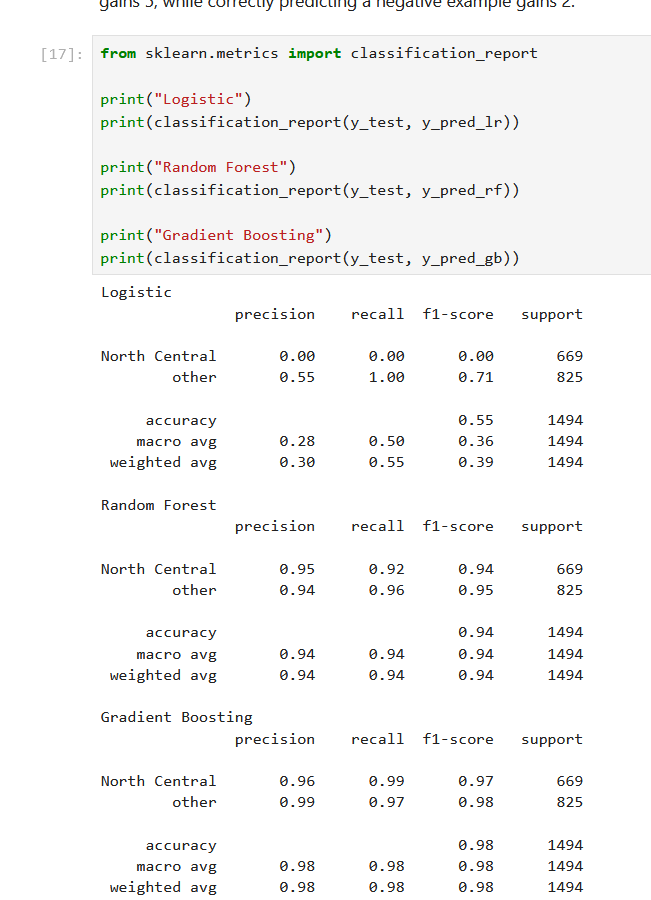 gains 5, while correctly predicting a negative example gains 2.
[17]: from sklearn.metrics import classification_report
print("Logistic")
print(classification_report(y_test, y_pred_lr))
print("Random Forest")
print(classification_report(y_test, y_pred_rf))
print("Gradient Boosting")
print(classification_report(y_test, y_pred_gb))
Logistic
precision recall f1-score support
North Central 0.00 0.00 0.00 669
other 0.55 1.00 0.71 825
accuracy 0.55 1494
macro avg 0.28 0.50 0.36 1494
weighted avg 0.30 0.55 0.39 1494
Random Forest
precision recall f1-score support
North Central 0.95 0.92 0.94 669
other 0.94 0.96 0.95 825
accuracy 0.94 1494
macro avg 0.94 0.94 0.94 1494
weighted avg 0.94 0.94 0.94 1494
Gradient Boosting
precision recall f1-score support
North Central 0.96 0.99 0.97 669
other 0.99 0.97 0.98 825
accuracy 0.98 1494
macro avg 0.98 0.98 0.98 1494
weighted avg 0.98 0.98 0.98 1494